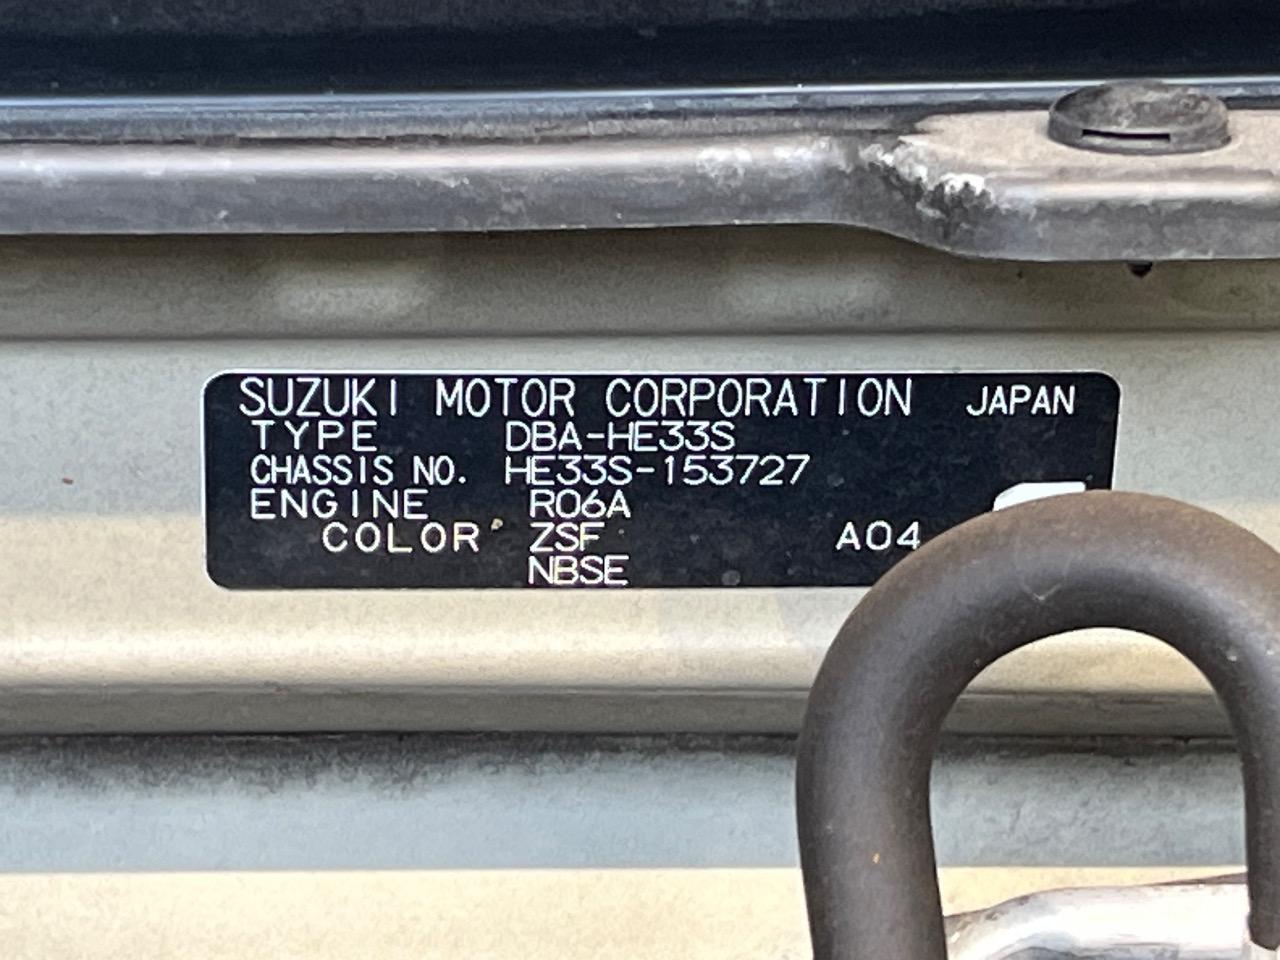 SUZUKI MOTOR CORPORATION JAPAN
TYPE DBA-HE33S
CHASSIS NO. HE33S-153727
ENGINE R06A
COLOR ZSF A04
NBSE